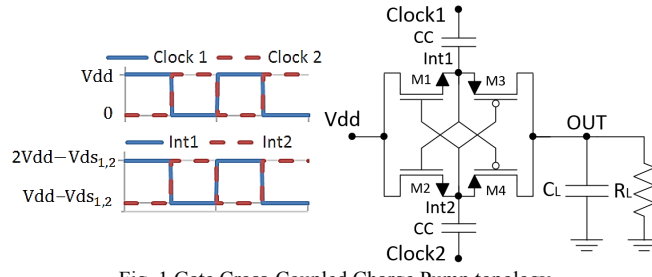 Clock 1 Clock 2
Vdd
0
Int1 Int2
2Vdd−Vds1,2
Vdd−Vds1,2
Clock1
CC
Int1
M1 M3
Vdd
OUT
M2 M4
CL RL
Int2
CC
Clock2
Fig. 1 Gate Cross-Coupled Charge Pump topology